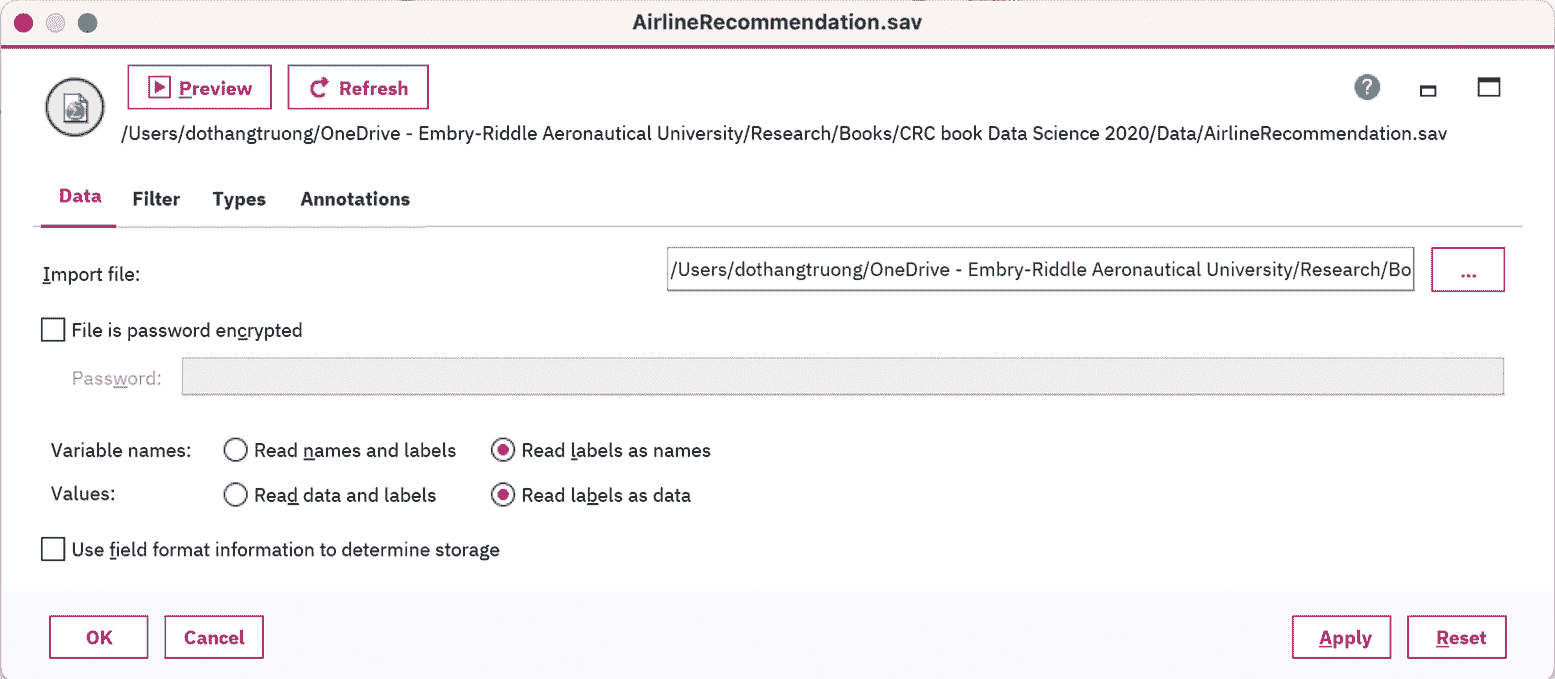 AirlineRecommendation.sav
Preview Refresh ?
/Users/dothangtruong/OneDrive - Embry-Riddle Aeronautical University/Research/Books/CRC book Data Science 2020/Data/AirlineRecommendation.sav
Data Filter Types Annotations
Import file: /Users/dothangtruong/OneDrive - Embry-Riddle Aeronautical University/Research/Bo ...
File is password encrypted
Password:
Variable names: Read names and labels Read labels as names
Values: Read data and labels Read labels as data
Use field format information to determine storage
OK Cancel Apply Reset